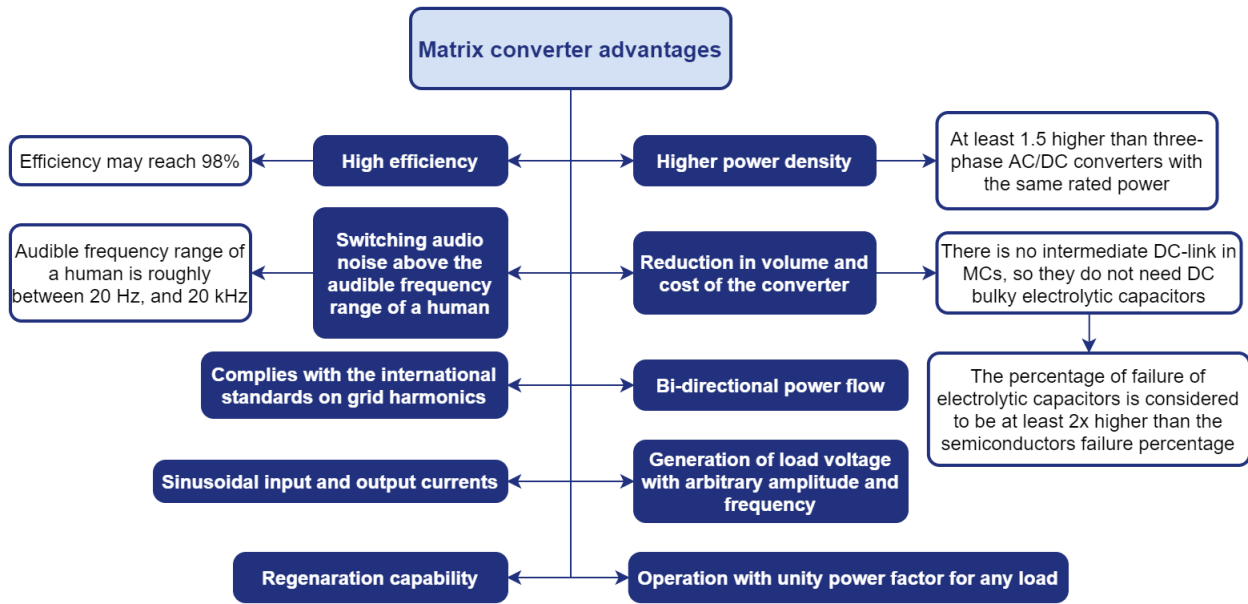 Matrix converter advantages
Efficiency may reach 98%
High efficiency
Higher power density
At least 1.5 higher than three-
phase AC/DC converters with
the same rated power
Audible frequency range of
a human is roughly
between 20 Hz, and 20 kHz
Switching audio
noise above the
audible frequency
range of a human
Reduction in volume and
cost of the converter
There is no intermediate DC-link in
MCs, so they do not need DC
bulky electrolytic capacitors
Complies with the international
standards on grid harmonics
Bi-directional power flow
The percentage of failure of
electrolytic capacitors is considered
to be at least 2x higher than the
semiconductors failure percentage
Sinusoidal input and output currents
Generation of load voltage
with arbitrary amplitude and
frequency
Regenaration capability
Operation with unity power factor for any load